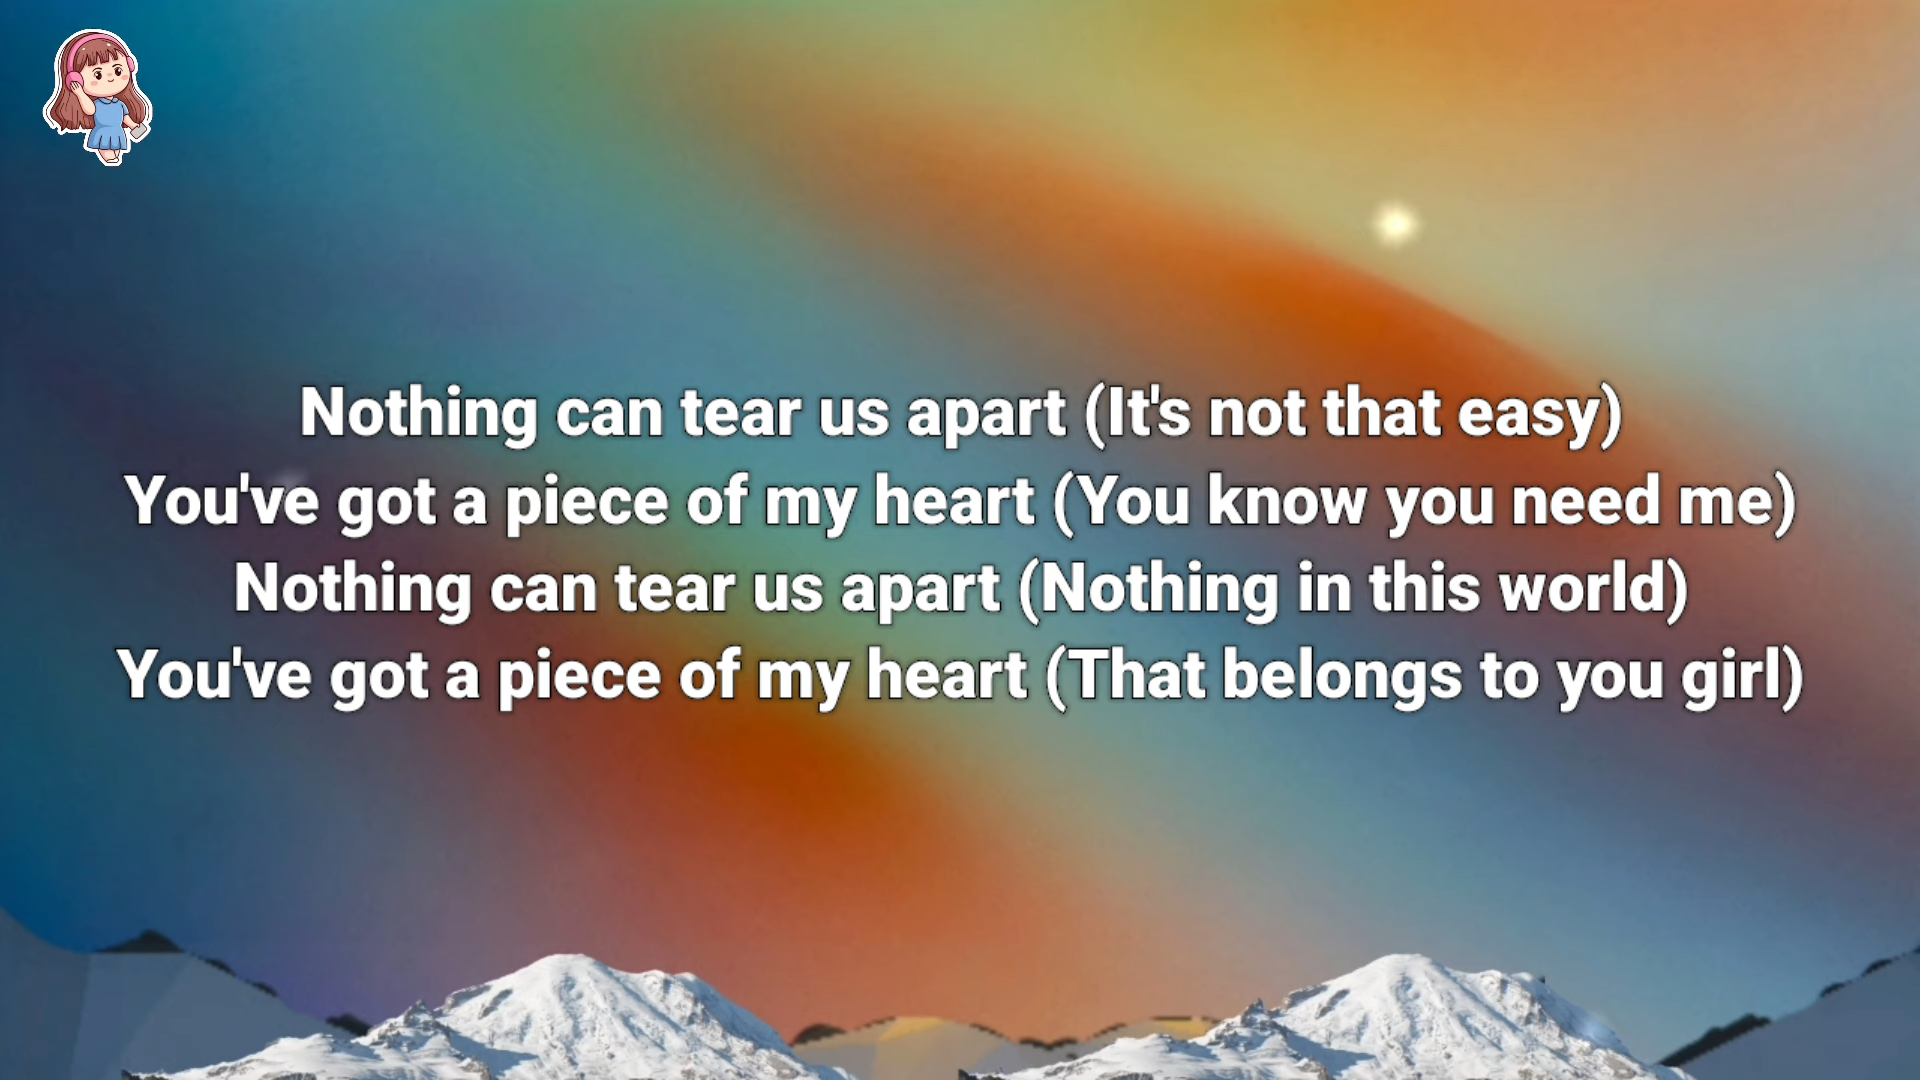 Nothing can tear us apart (It's not that easy)
You've got a piece of my heart (You know you need me)
Nothing can tear us apart (Nothing in this world)
You've got a piece of my heart (That belongs to you girl)